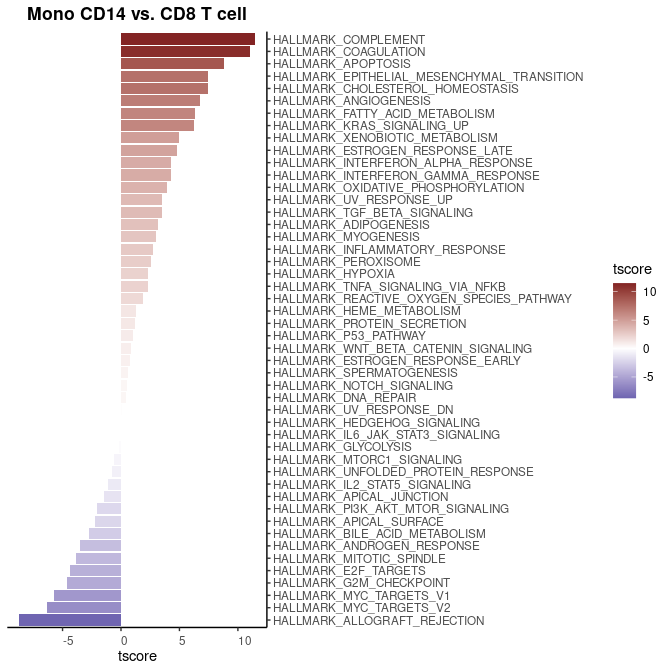 Mono CD14 vs. CD8 T cell
HALLMARK_COMPLEMENT
HALLMARK_COAGULATION
HALLMARK_APOPTOSIS
HALLMARK_EPITHELIAL_MESENCHYMAL_TRANSITION
HALLMARK_CHOLESTEROL_HOMEOSTASIS
HALLMARK_ANGIOGENESIS
HALLMARK_FATTY_ACID_METABOLISM
HALLMARK_KRAS_SIGNALING_UP
HALLMARK_XENOBIOTIC_METABOLISM
HALLMARK_ESTROGEN_RESPONSE_LATE
HALLMARK_INTERFERON_ALPHA_RESPONSE
HALLMARK_INTERFERON_GAMMA_RESPONSE
HALLMARK_OXIDATIVE_PHOSPHORYLATION
HALLMARK_UV_RESPONSE_UP
HALLMARK_TGF_BETA_SIGNALING
HALLMARK_ADIPOGENESIS
HALLMARK_MYOGENESIS
HALLMARK_INFLAMMATORY_RESPONSE
HALLMARK_PEROXISOME
HALLMARK_HYPOXIA
HALLMARK_TNFA_SIGNALING_VIA_NFKB
HALLMARK_REACTIVE_OXYGEN_SPECIES_PATHWAY
HALLMARK_HEME_METABOLISM
HALLMARK_PROTEIN_SECRETION
HALLMARK_P53_PATHWAY
HALLMARK_WNT_BETA_CATENIN_SIGNALING
HALLMARK_ESTROGEN_RESPONSE_EARLY
HALLMARK_SPERMATOGENESIS
HALLMARK_NOTCH_SIGNALING
HALLMARK_DNA_REPAIR
HALLMARK_UV_RESPONSE_DN
HALLMARK_HEDGEHOG_SIGNALING
HALLMARK_IL6_JAK_STAT3_SIGNALING
HALLMARK_GLYCOLYSIS
HALLMARK_MTORC1_SIGNALING
HALLMARK_UNFOLDED_PROTEIN_RESPONSE
HALLMARK_IL2_STAT5_SIGNALING
HALLMARK_APICAL_JUNCTION
HALLMARK_PI3K_AKT_MTOR_SIGNALING
HALLMARK_APICAL_SURFACE
HALLMARK_BILE_ACID_METABOLISM
HALLMARK_ANDROGEN_RESPONSE
HALLMARK_MITOTIC_SPINDLE
HALLMARK_E2F_TARGETS
HALLMARK_G2M_CHECKPOINT
HALLMARK_MYC_TARGETS_V1
HALLMARK_MYC_TARGETS_V2
HALLMARK_ALLOGRAFT_REJECTION
-5 0 5 10
tscore
tscore
10
5
0
-5